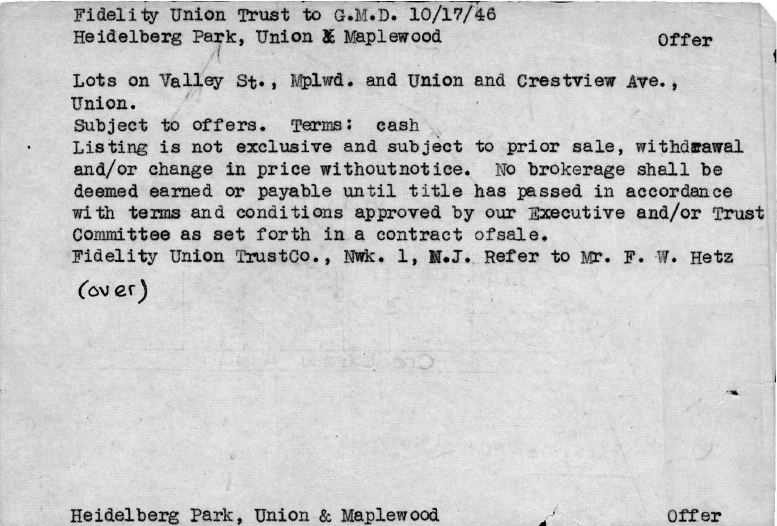 Fidelity Union Trust to G.M.D. 10/17/46
Heidelberg Park, Union & Maplewood Offer
Lots on Valley St., Mplwd. and Union and Crestview Ave.,
Union.
Subject to offers. Terms: cash
Listing is not exclusive and subject to prior sale, withdrawal
and/or change in price withoutnotice. No brokerage shall be
deemed earned or payable until title has passed in accordance
with terms and conditions approved by our Executive and/or Trust
Committee as set forth in a contract ofsale.
Fidelity Union TrustCo., Nwk. 1, N.J. Refer to Mr. F. W. Hetz
(over)
Heidelberg Park, Union & Maplewood Offer